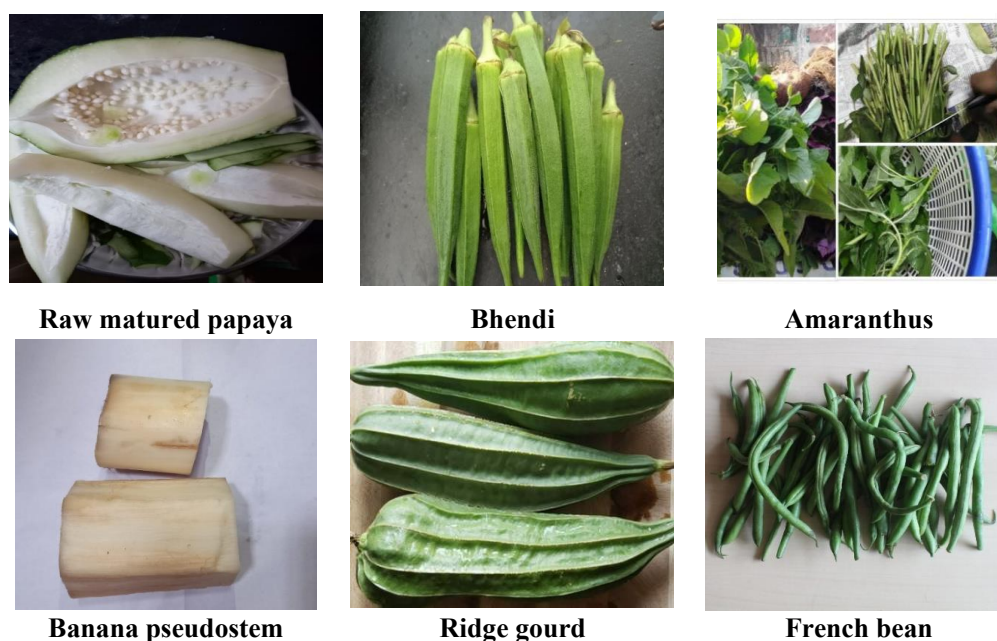 Raw matured papaya
Bhendi
Amaranthus
Banana pseudostem
Ridge gourd
French bean